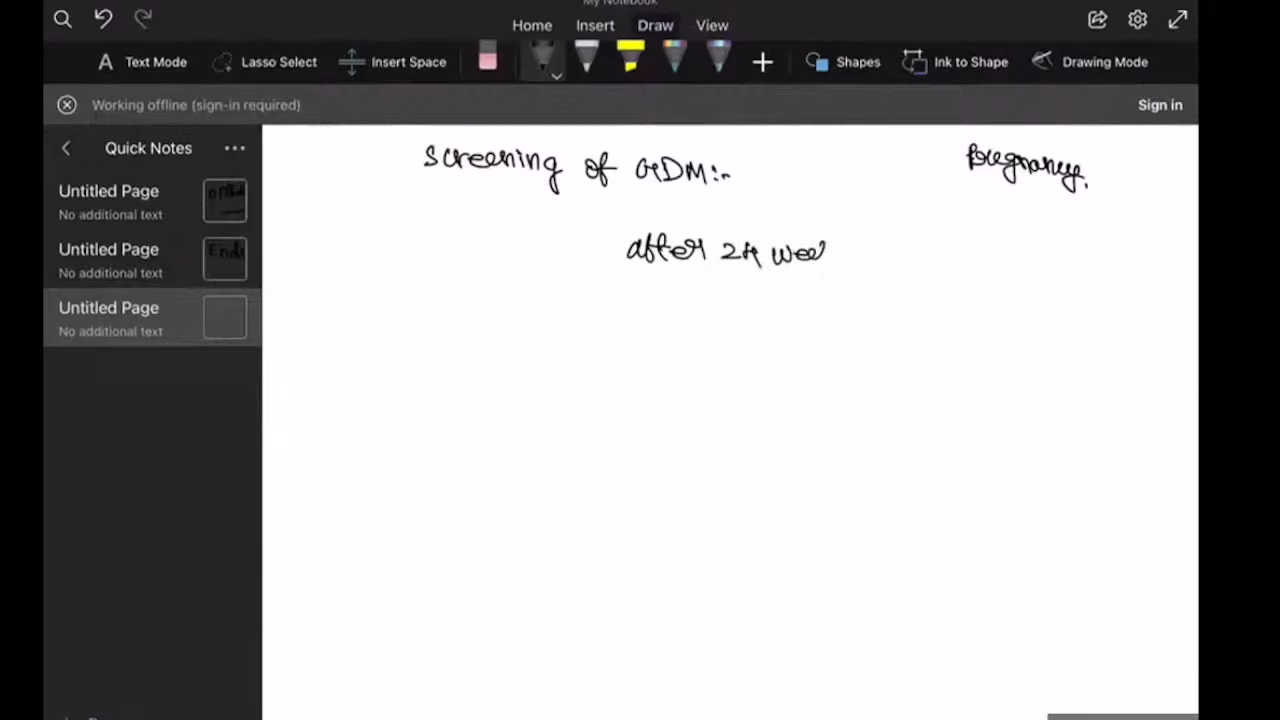 My Notebook
Home Insert Draw View
Text Mode Lasso Select Insert Space Shapes Ink to Shape Drawing Mode
Working offline (sign-in required) Sign in
Quick Notes
Untitled Page
No additional text
Untitled Page
No additional text
Untitled Page
No additional text
Screening of GDM:-
Pregnancy.
after 24 wee